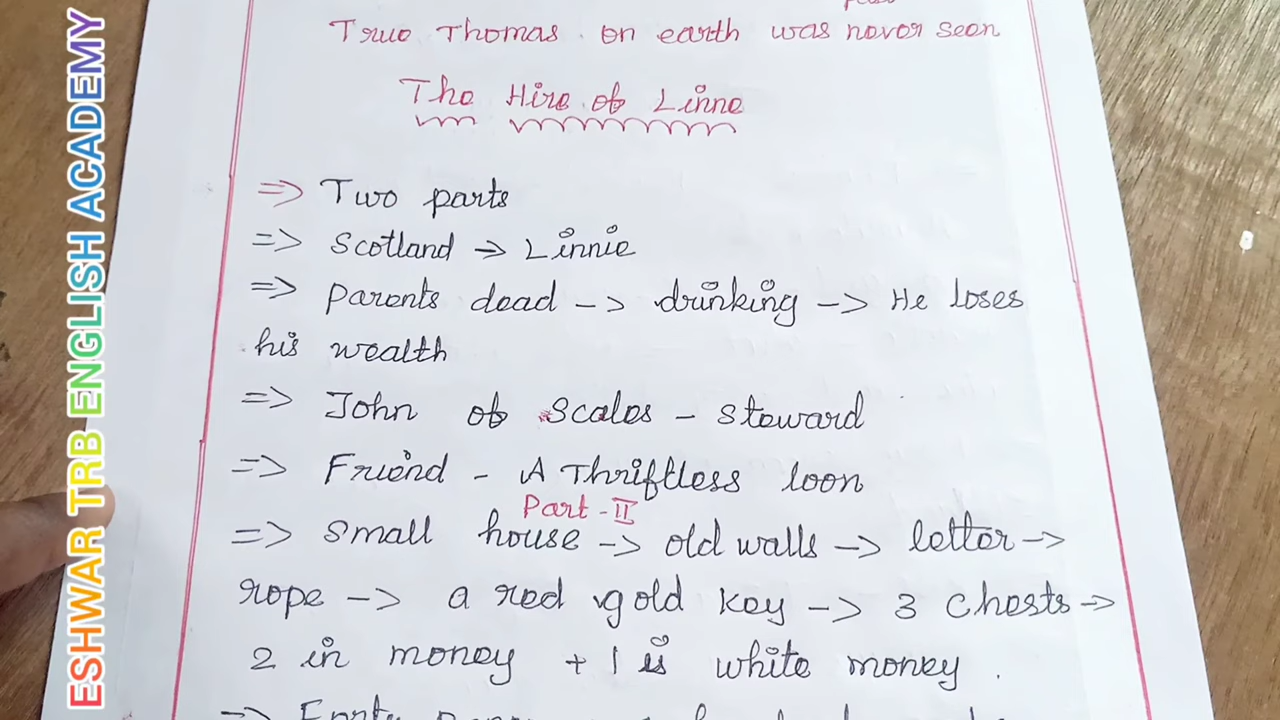 True Thomas on earth was never seen
The Hire of Linne
=> Two parts
=> Scotland -> Linnie
=> parents dead -> drinking -> He loses
his wealth
=> John of Scales - Steward
=> Friend - A Thriftless loon
Part - II
=> Small house -> old walls -> letter ->
rope -> a red gold key -> 3 Chests ->
2 in money + 1 is white money.
ESHWAR TRB ENGLISH ACADEMY